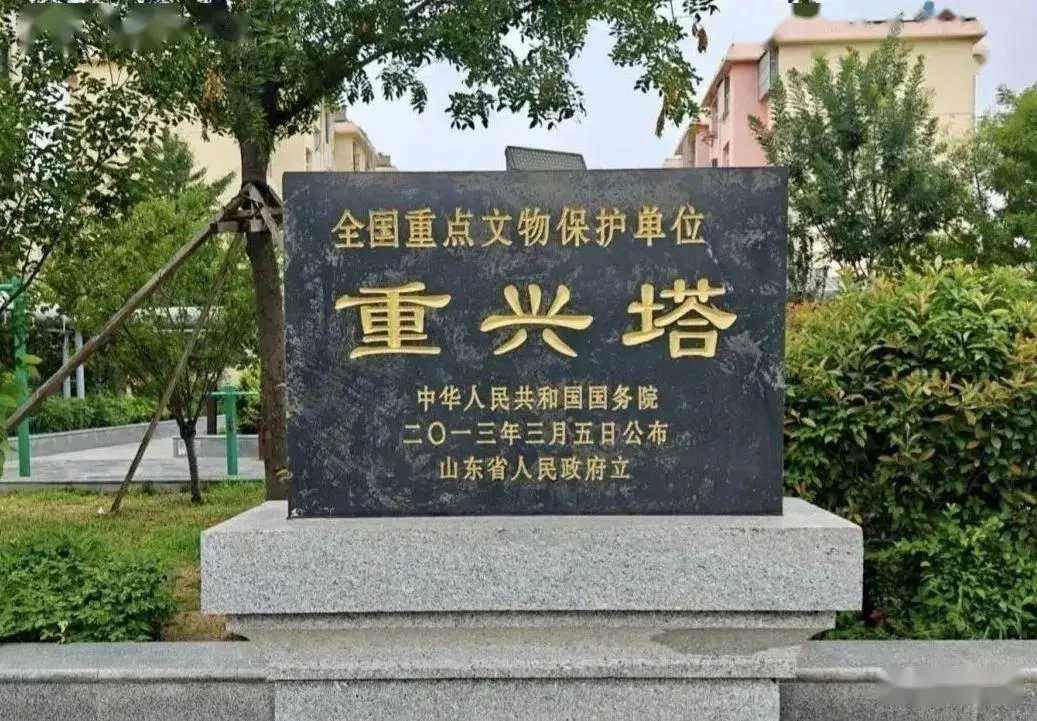 全国重点文物保护单位
重兴塔
中华人民共和国国务院
二〇一三年三月五日公布
山东省人民政府立